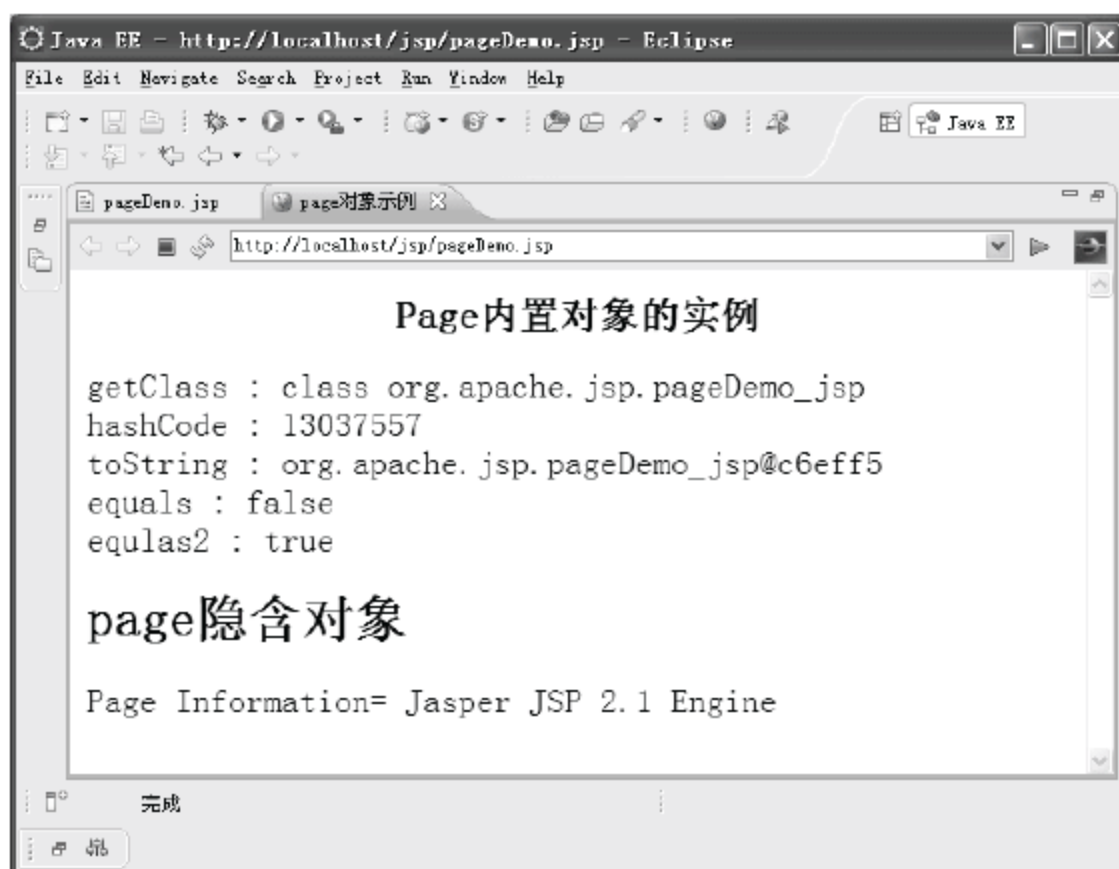 Java EE - http://localhost/jsp/pageDemo.jsp - Eclipse
File Edit Navigate Search Project Run Window Help
Java EE
pageDemo.jsp
page对象示例
http://localhost/jsp/pageDemo.jsp
Page内置对象的实例
getClass : class org.apache.jsp.pageDemo_jsp
hashCode : 13037557
toString : org.apache.jsp.pageDemo_jsp@c6eff5
equals : false
equlas2 : true
page隐含对象
Page Information= Jasper JSP 2.1 Engine
完成